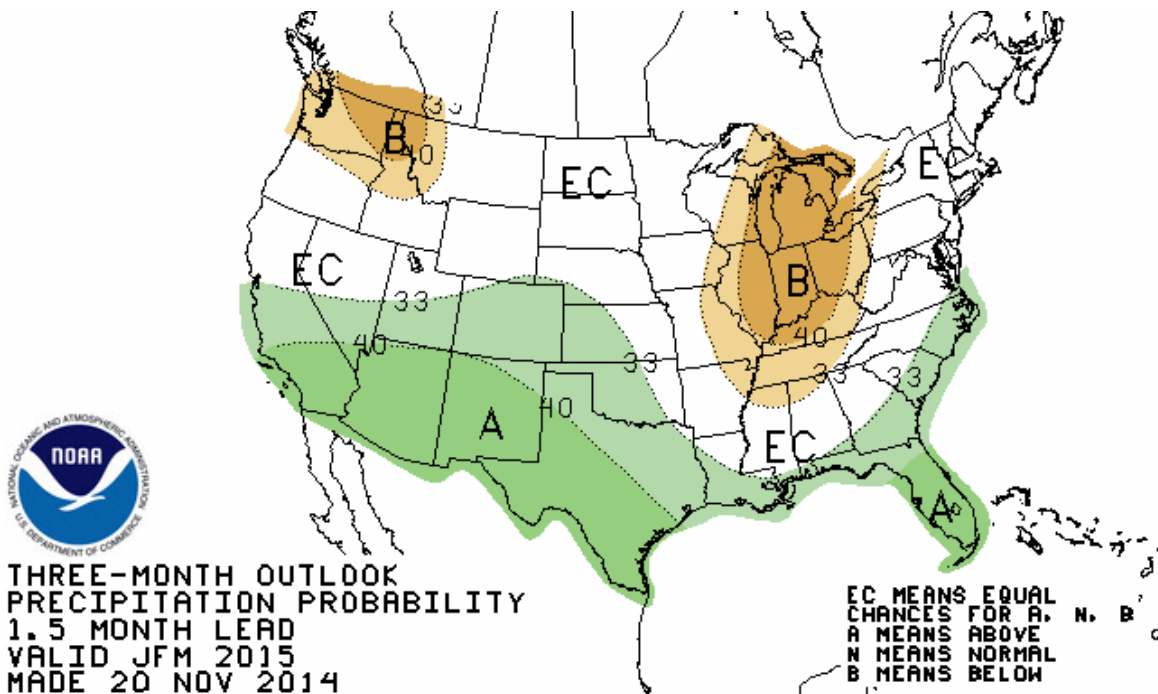 33
B
40
EC
EC
EC
33
B
40
40
33
33
33
40
A
EC
A
NATIONAL OCEANIC AND ATMOSPHERIC ADMINISTRATION
NOAA
U.S. DEPARTMENT OF COMMERCE
THREE-MONTH OUTLOOK
PRECIPITATION PROBABILITY
1.5 MONTH LEAD
VALID JFM 2015
MADE 20 NOV 2014
EC MEANS EQUAL
CHANCES FOR A, N, B
A MEANS ABOVE
N MEANS NORMAL
B MEANS BELOW